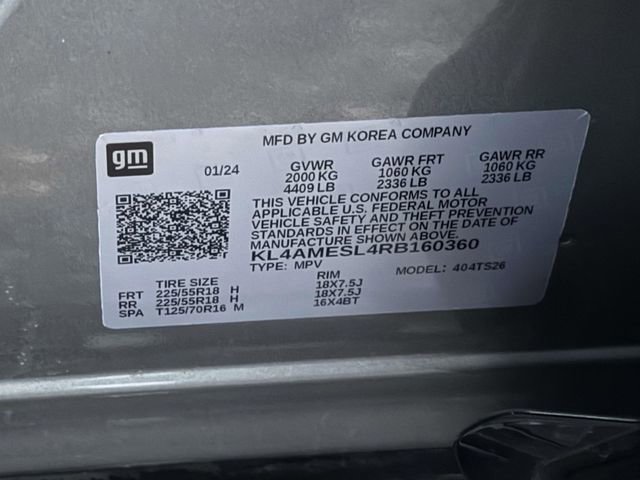 gm
MFD BY GM KOREA COMPANY
01/24
GVWR GAWR FRT GAWR RR
2000 KG 1060 KG 1060 KG
4409 LB 2336 LB 2336 LB
THIS VEHICLE CONFORMS TO ALL
APPLICABLE U.S. FEDERAL MOTOR
VEHICLE SAFETY AND THEFT PREVENTION
STANDARDS IN EFFECT ON THE DATE OF
MANUFACTURE SHOWN ABOVE.
KL4AMESL4RB160360
TYPE: MPV MODEL: 404TS26
TIRE SIZE RIM
FRT 225/55R18 H 18X7.5J
RR 225/55R18 H 18X7.5J
SPA T125/70R16 M 16X4BT